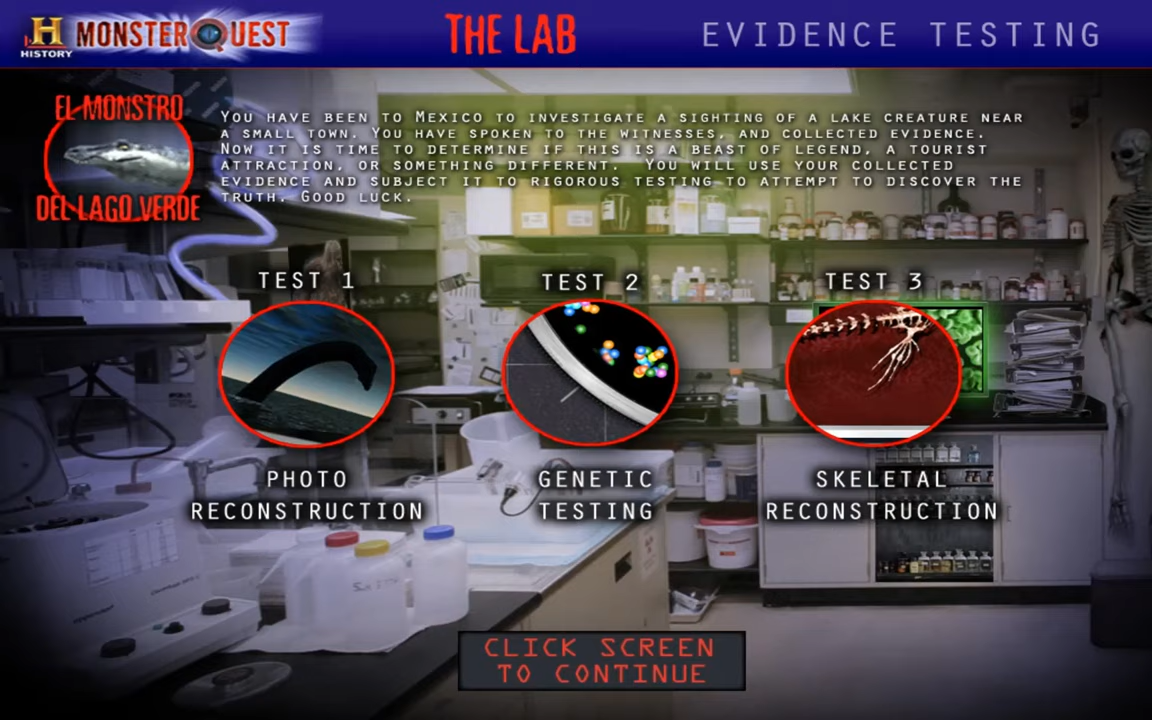 H
HISTORY
MONSTERQUEST
THE LAB
EVIDENCE TESTING
EL MONSTRO
DEL LAGO VERDE
YOU HAVE BEEN TO MEXICO TO INVESTIGATE A SIGHTING OF A LAKE CREATURE NEAR
A SMALL TOWN. YOU HAVE SPOKEN TO THE WITNESSES, AND COLLECTED EVIDENCE.
NOW IT IS TIME TO DETERMINE IF THIS IS A BEAST OF LEGEND, A TOURIST
ATTRACTION, OR SOMETHING DIFFERENT. YOU WILL USE YOUR COLLECTED
EVIDENCE AND SUBJECT IT TO RIGOROUS TESTING TO ATTEMPT TO DISCOVER THE
TRUTH. GOOD LUCK.
TEST 1
TEST 2
TEST 3
PHOTO
RECONSTRUCTION
GENETIC
TESTING
SKELETAL
RECONSTRUCTION
CLICK SCREEN
TO CONTINUE